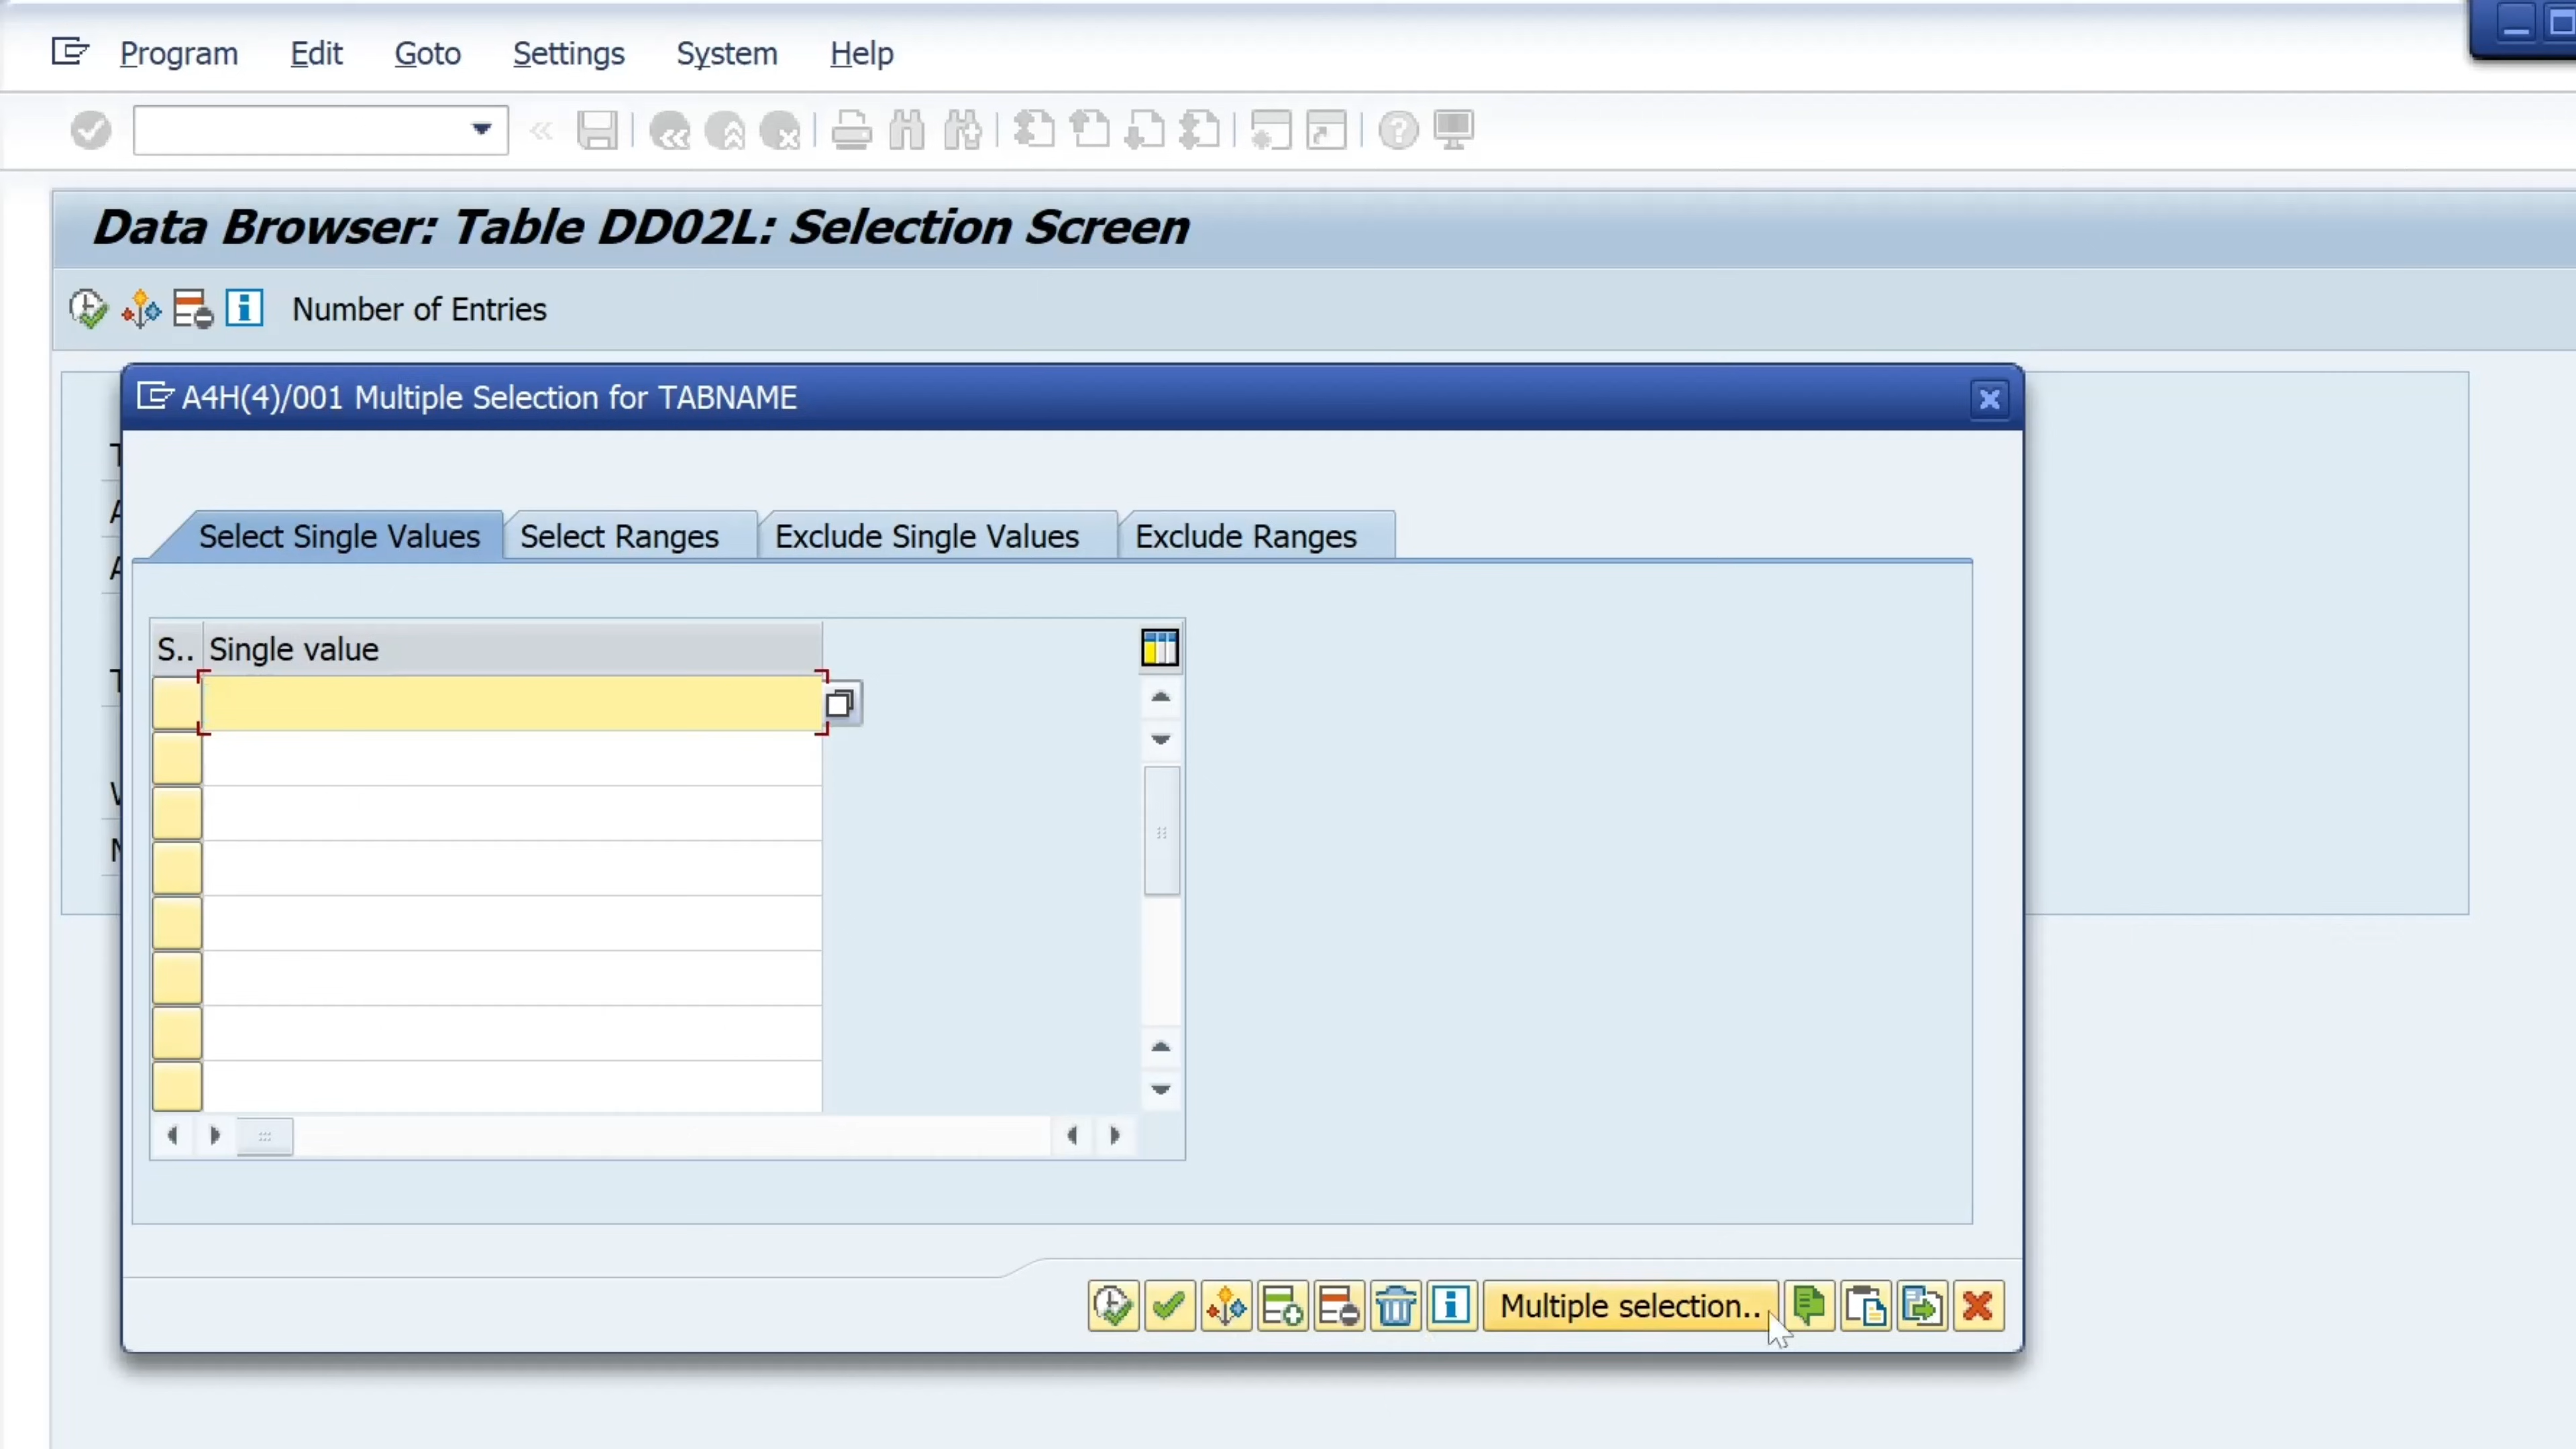 Program Edit Goto Settings System Help
Data Browser: Table DD02L: Selection Screen
Number of Entries
A4H(4)/001 Multiple Selection for TABNAME
Select Single Values Select Ranges Exclude Single Values Exclude Ranges
S.. Single value
Multiple selection..